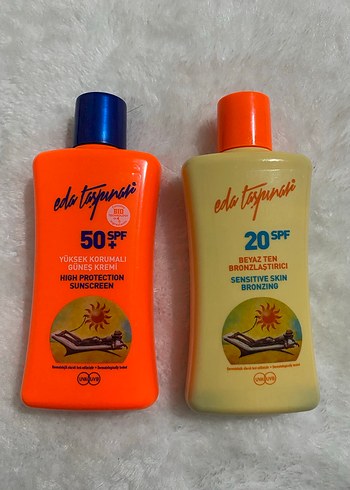 eda taşpınar
50 SPF
+
YÜKSEK KORUMALI
GÜNEŞ KREMİ
HIGH PROTECTION
SUNSCREEN
UVA UVB
eda taşpınar
20 SPF
BEYAZ TEN
BRONZLAŞTIRICI
SENSITIVE SKIN
BRONZING
UVA UVB